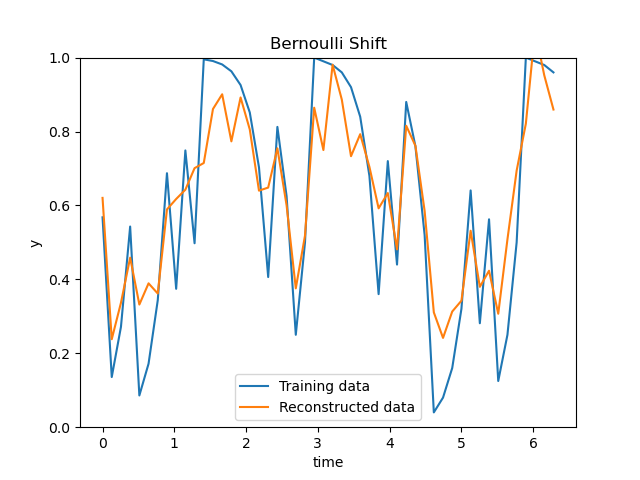 Bernoulli Shift
1.0
0.8
0.6
0.4
0.2
0.0
y
Training data
Reconstructed data
0 1 2 3 4 5 6
time